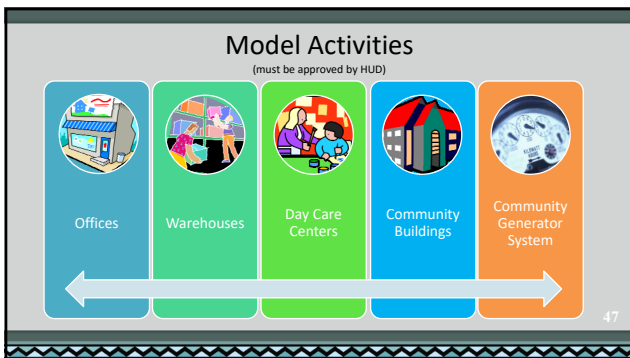 Model Activities
(must be approved by HUD)
Offices
Warehouses
Day Care
Centers
Community
Buildings
Community
Generator
System
47